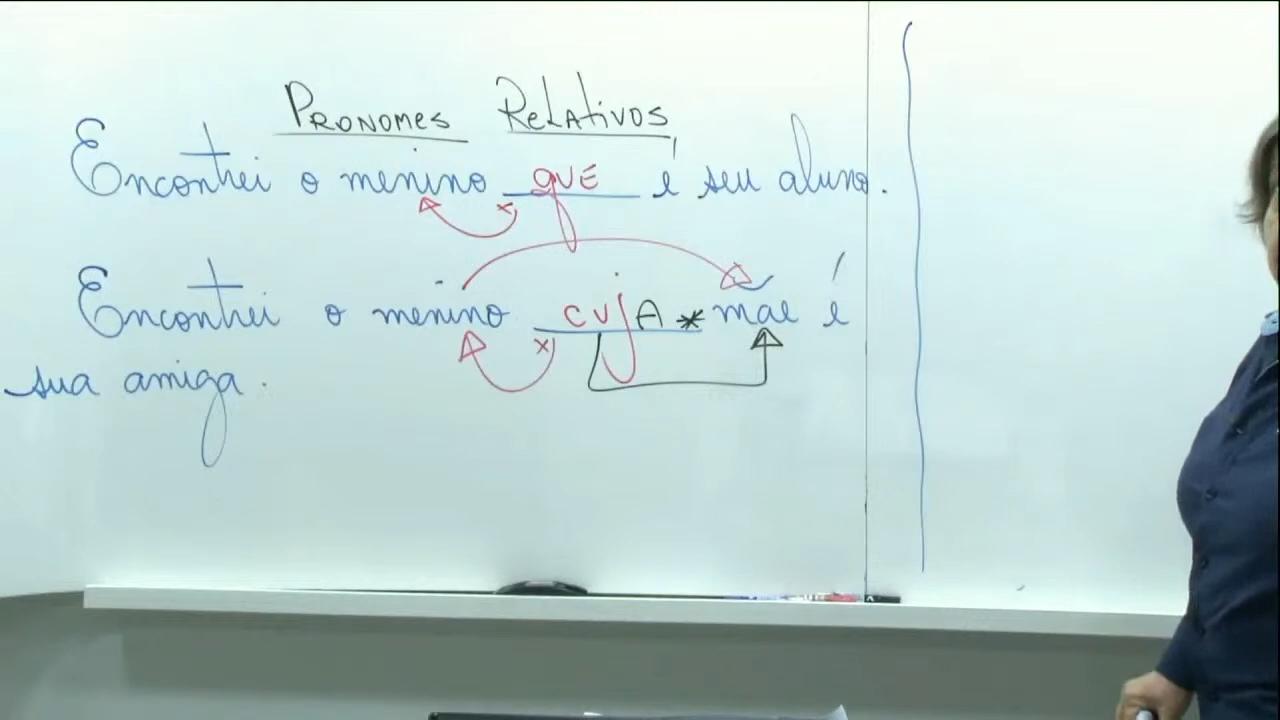 PRONOMES RELATIVOS
Encontrei o menino que é seu aluno.
x
Encontrei o menino cujA * mãe é
x
sua amiga.